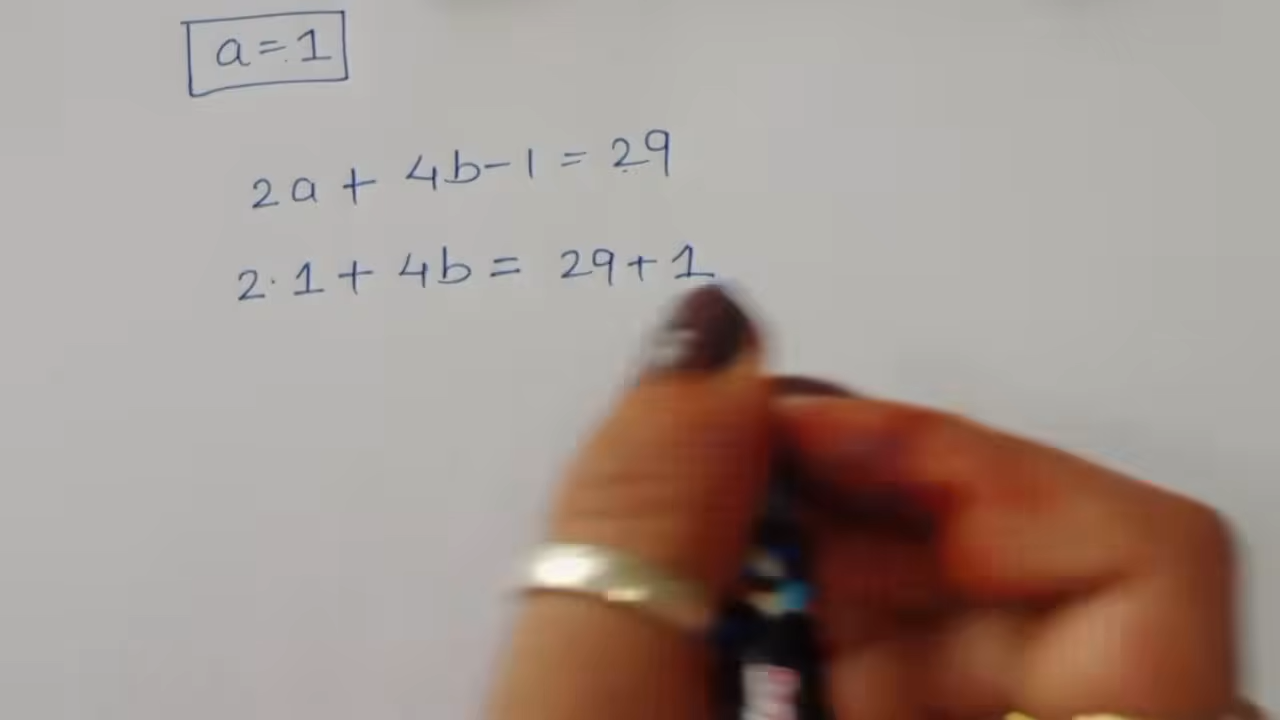 a = 1
2a + 4b - 1 = 29
2 · 1 + 4b = 29 + 1